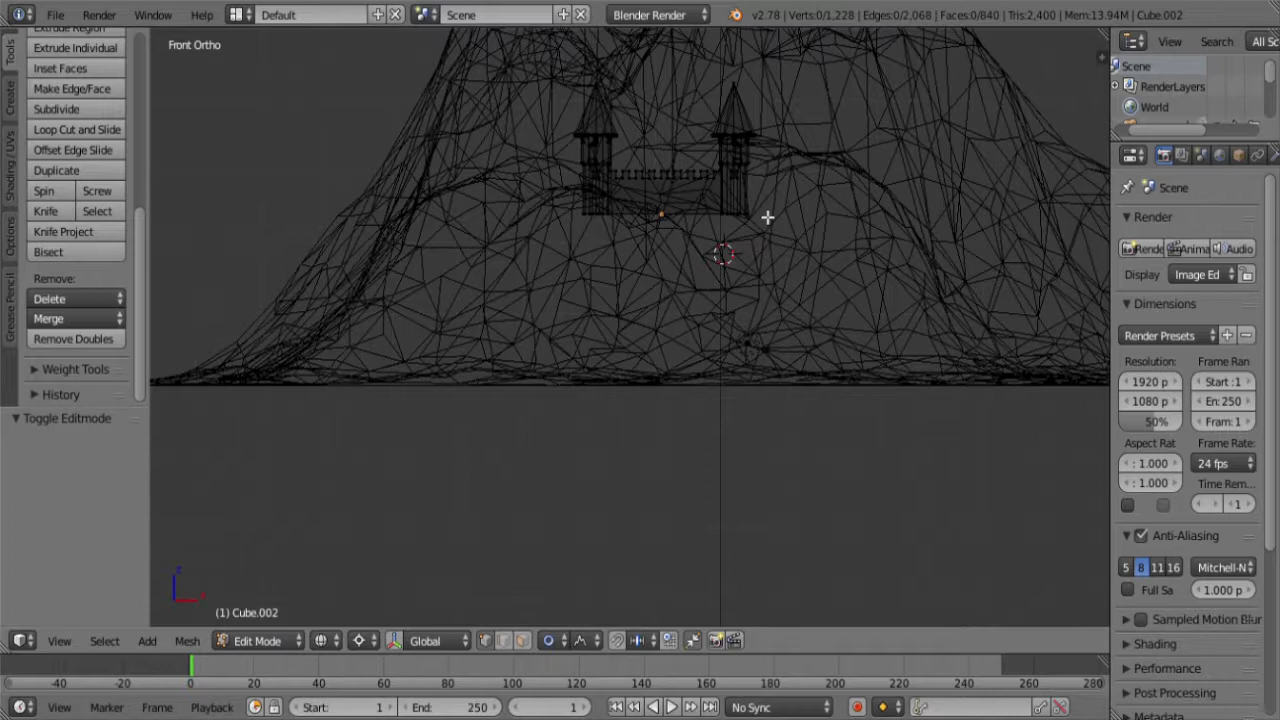 File Render Window Help Default Scene Blender Render v2.78 | Verts:0/1,228 | Edges:0/2,068 | Faces:0/840 | Tris:2,400 | Mem:13.94M | Cube.002
Front Ortho
Tools
Create
Shading / UVs
Options
Grease Pencil
Extrude Region
Extrude Individual
Inset Faces
Make Edge/Face
Subdivide
Loop Cut and Slide
Offset Edge Slide
Duplicate
Spin Screw
Knife Select
Knife Project
Bisect
Remove:
Delete
Merge
Remove Doubles
Weight Tools
History
Toggle Editmode
View Search All Sc
Scene
RenderLayers
World
Scene
Render
Rende Anima Audio
Display Image Ed
Dimensions
Render Presets
Resolution: Frame Ran
1920 p Start :1
1080 p En: 250
50% Fram: 1
Aspect Rat Frame Rate:
: 1.000 24 fps
: 1.000 Time Rem...
1
Anti-Aliasing
5 8 11 16 Mitchell-N
Full Sa 1.000 p
Sampled Motion Blur
Shading
Performance
Post Processing
Metadata
z
(1) Cube.002
View Select Add Mesh Edit Mode Global
-40 -20 0 20 40 60 80 100 120 140 160 180 200 220 240 260 280
View Marker Frame Playback Start: 1 End: 250 1 No Sync